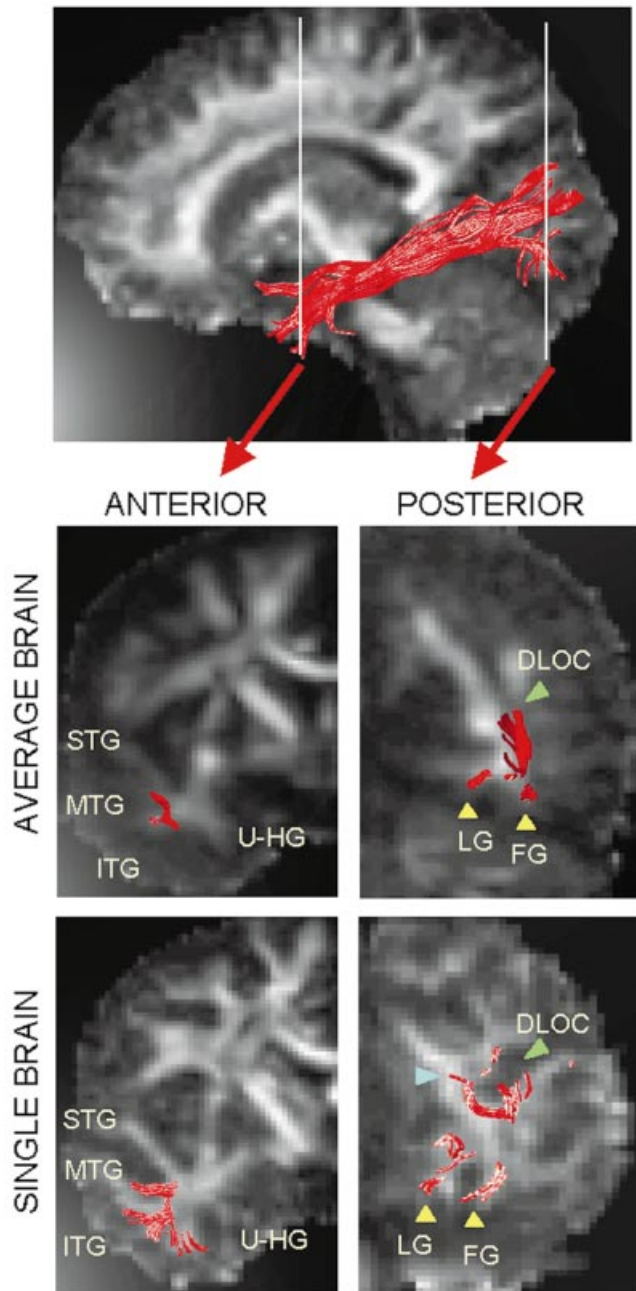 ANTERIOR
POSTERIOR
AVERAGE BRAIN
STG
MTG
ITG
U-HG
DLOC
LG
FG
SINGLE BRAIN
STG
MTG
ITG
U-HG
DLOC
LG
FG